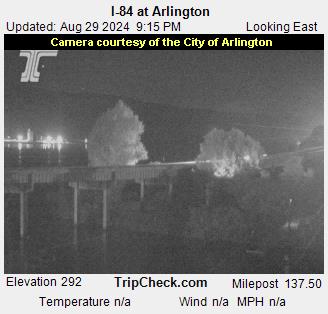 I-84 at Arlington
Updated: Aug 29 2024 9:15 PM Looking East
Camera courtesy of the City of Arlington
Elevation 292 TripCheck.com Milepost 137.50
Temperature n/a Wind n/a MPH n/a